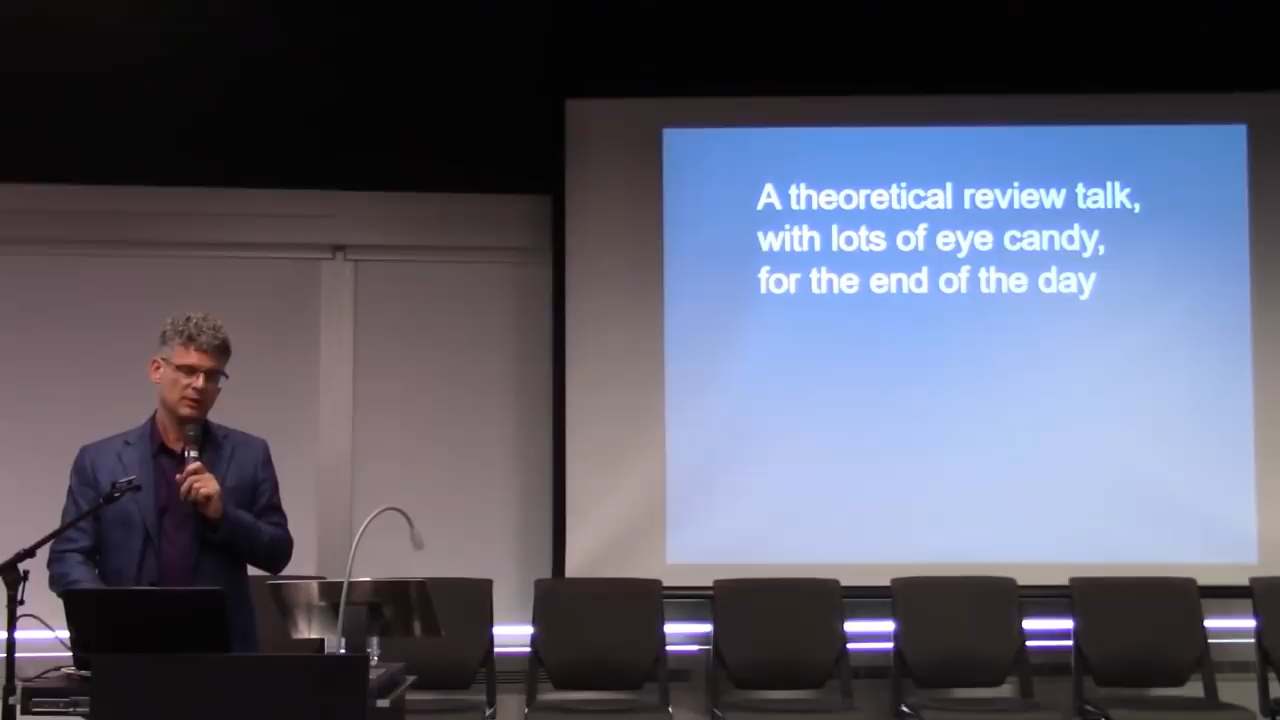 A theoretical review talk,
with lots of eye candy,
for the end of the day